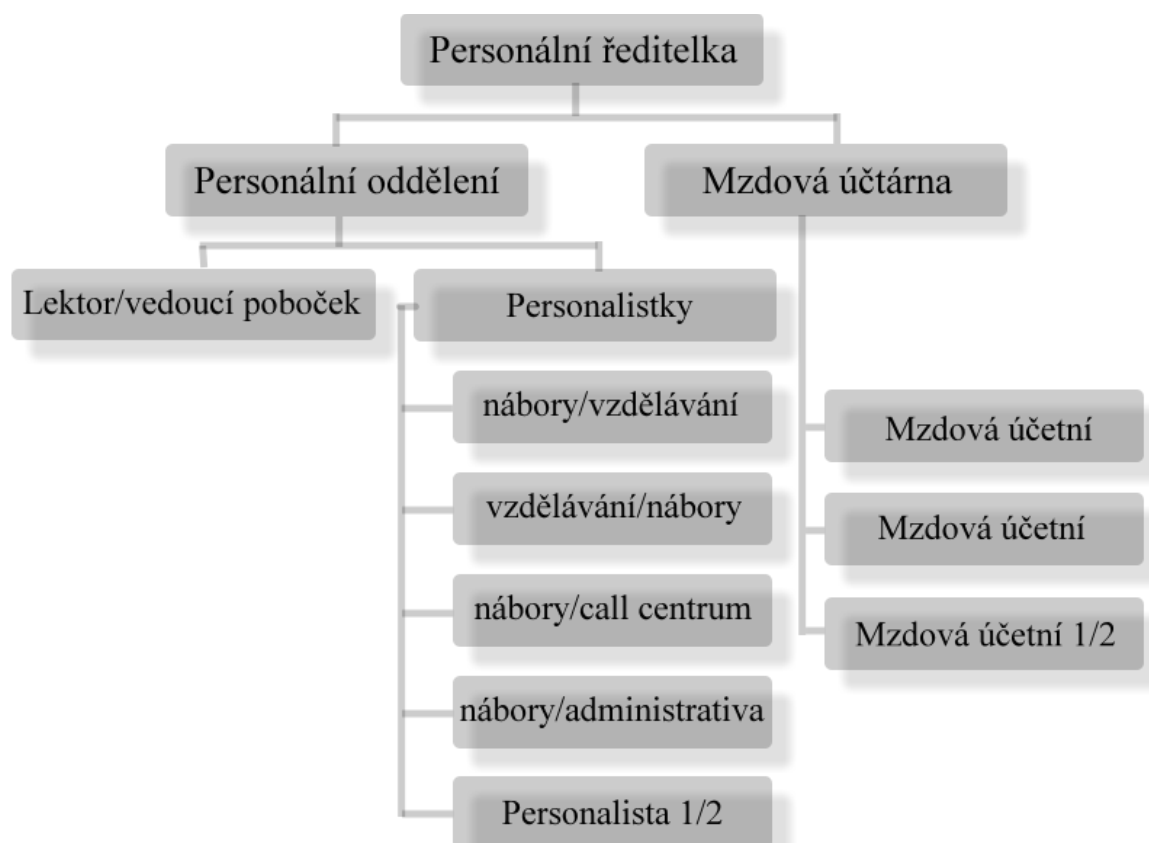 Personální ředitelka
Personální oddělení
Mzdová účtárna
Lektor/vedoucí poboček
Personalistky
nábory/vzdělávání
vzdělávání/nábory
nábory/call centrum
nábory/administrativa
Personalista 1/2
Mzdová účetní
Mzdová účetní
Mzdová účetní 1/2